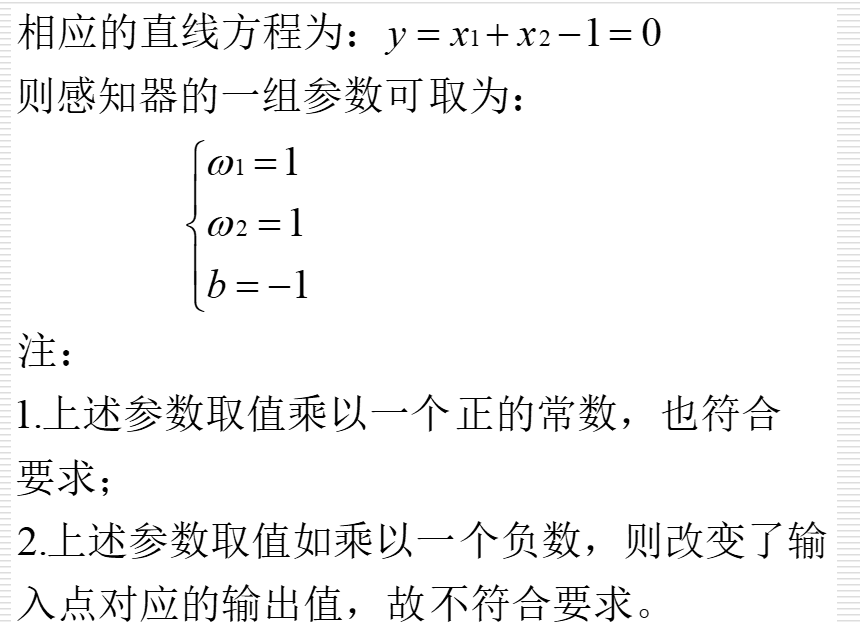 相应的直线方程为：y = x1 + x2 − 1 = 0
则感知器的一组参数可取为：
ω1 = 1
ω2 = 1
b = −1
注：
1.上述参数取值乘以一个正的常数，也符合
要求；
2.上述参数取值如乘以一个负数，则改变了输
入点对应的输出值，故不符合要求。